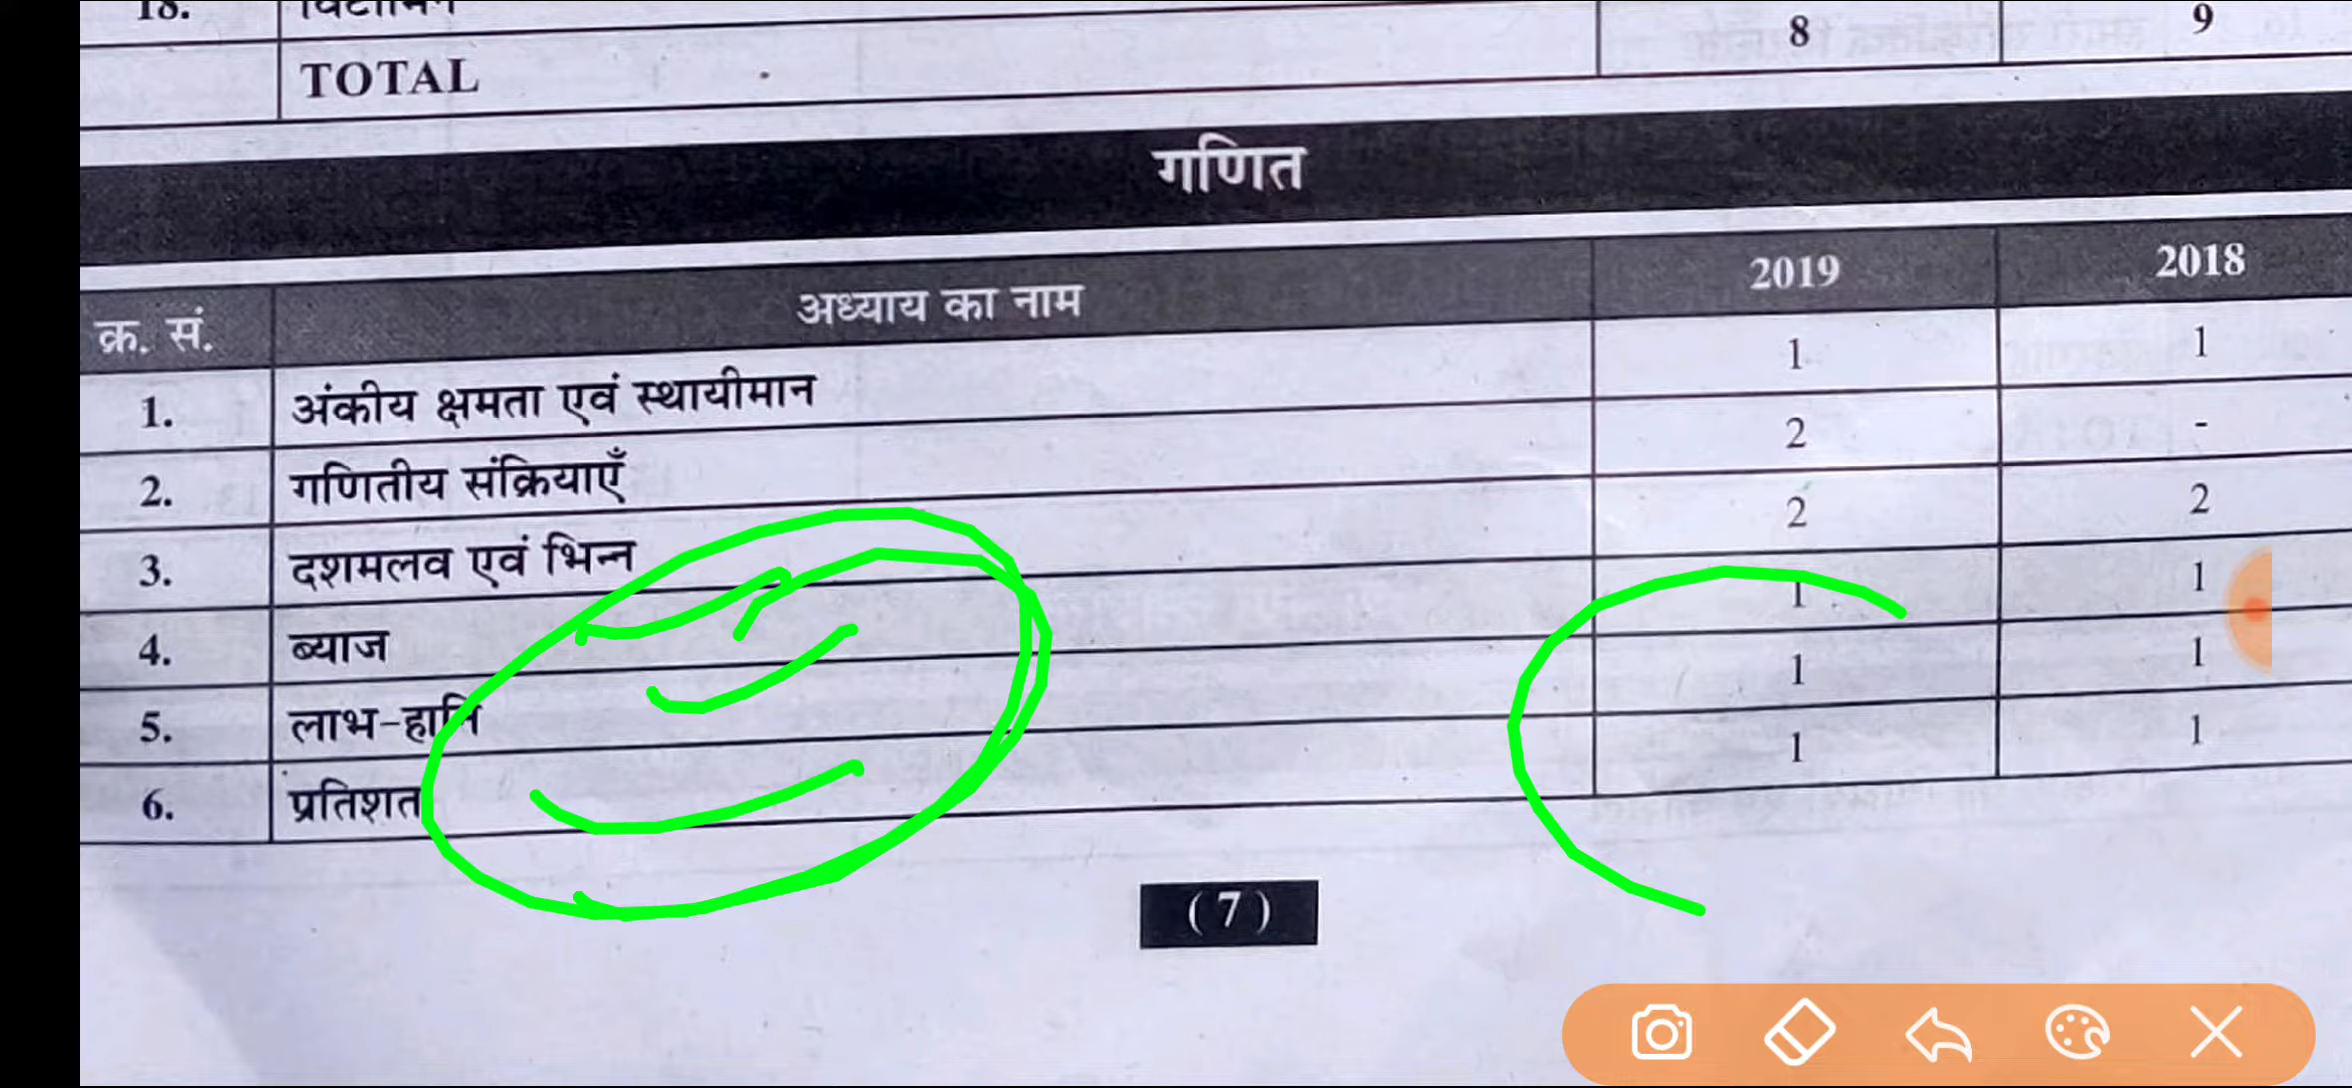 18. विटामिन
TOTAL 8 9
गणित
क्र. सं. अध्याय का नाम 2019 2018
1. अंकीय क्षमता एवं स्थायीमान 1 1
2. गणितीय संक्रियाएँ 2 -
3. दशमलव एवं भिन्न 2 2
4. ब्याज 1 1
5. लाभ-हानि 1 1
6. प्रतिशत 1 1
(7)